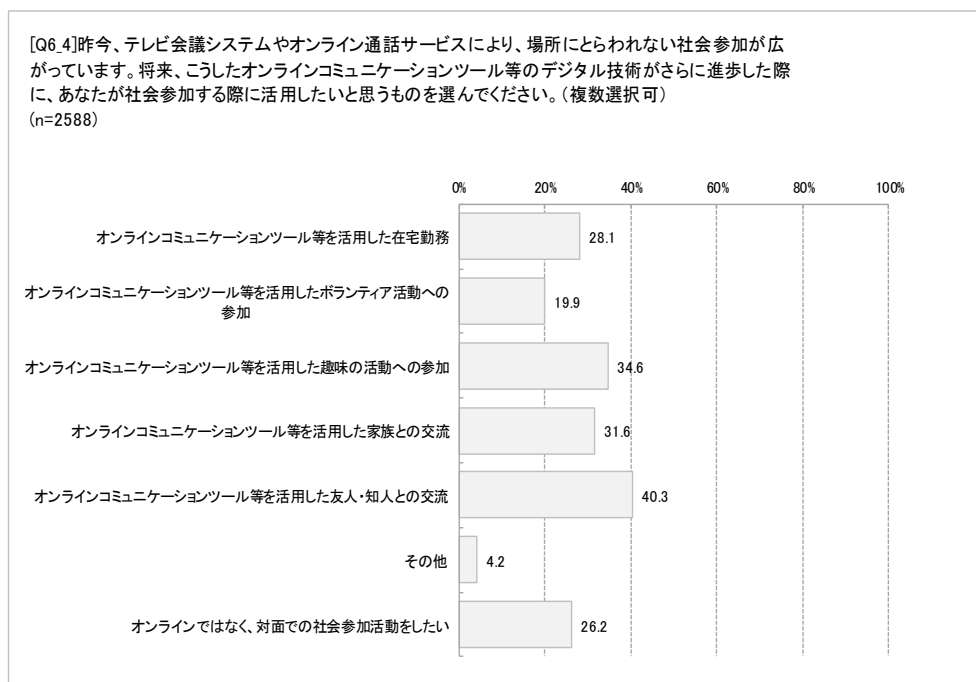 [Q6_4]昨今、テレビ会議システムやオンライン通話サービスにより、場所にとらわれない社会参加が広
がっています。将来、こうしたオンラインコミュニケーションツール等のデジタル技術がさらに進歩した際
に、あなたが社会参加する際に活用したいと思うものを選んでください。（複数選択可）
(n=2588)
0% 20% 40% 60% 80% 100%
オンラインコミュニケーションツール等を活用した在宅勤務 28.1
オンラインコミュニケーションツール等を活用したボランティア活動への
参加 19.9
オンラインコミュニケーションツール等を活用した趣味の活動への参加 34.6
オンラインコミュニケーションツール等を活用した家族との交流 31.6
オンラインコミュニケーションツール等を活用した友人・知人との交流 40.3
その他 4.2
オンラインではなく、対面での社会参加活動をしたい 26.2